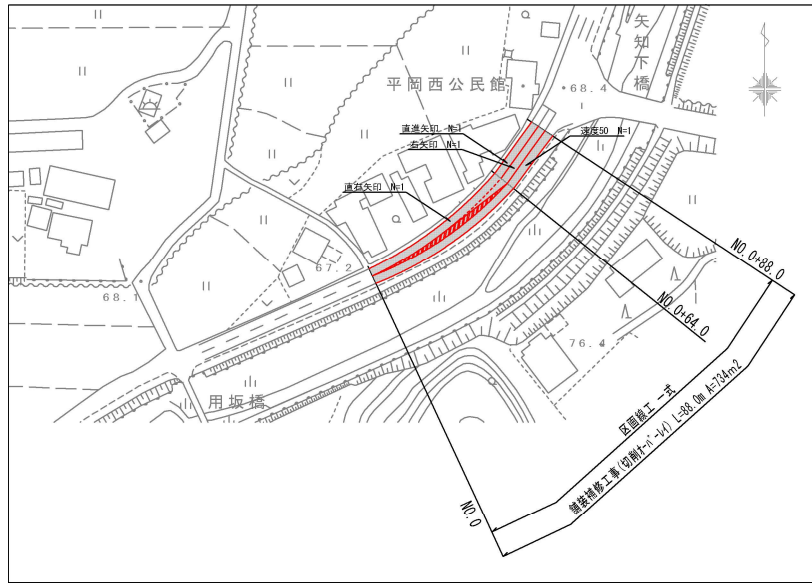 矢知下橋
平岡西公民館
68.4
直進矢印 N=1
右矢印 N=1
速度50 N=1
直右矢印 N=1
67.2
68.1
NO.0+88.0
NO.0+64.0
76.4
用坂橋
区画線工 一式
舗装補修工事(切削オーバーレイ) L=88.0m A=734m2
NO.0